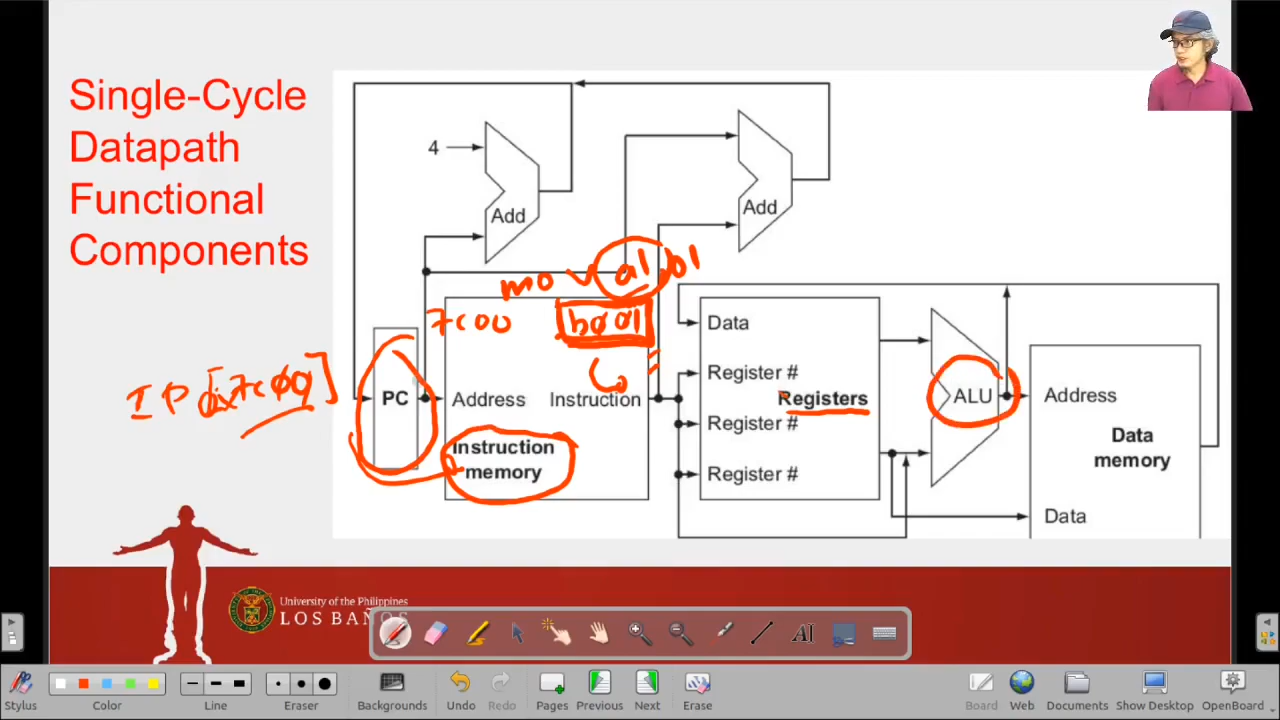 Single-Cycle
Datapath
Functional
Components
4
Add
Add
mov al, 01
7c00
b001
IP
PC
Address
Instruction
Instruction
memory
Data
Register #
Registers
Register #
Register #
ALU
Address
Data
memory
Data
University of the Philippines
LOS BAÑOS
AI
Stylus
Color
Line
Eraser
Backgrounds
Undo
Redo
Pages
Previous
Next
Erase
Board
Web
Documents
Show Desktop
OpenBoard